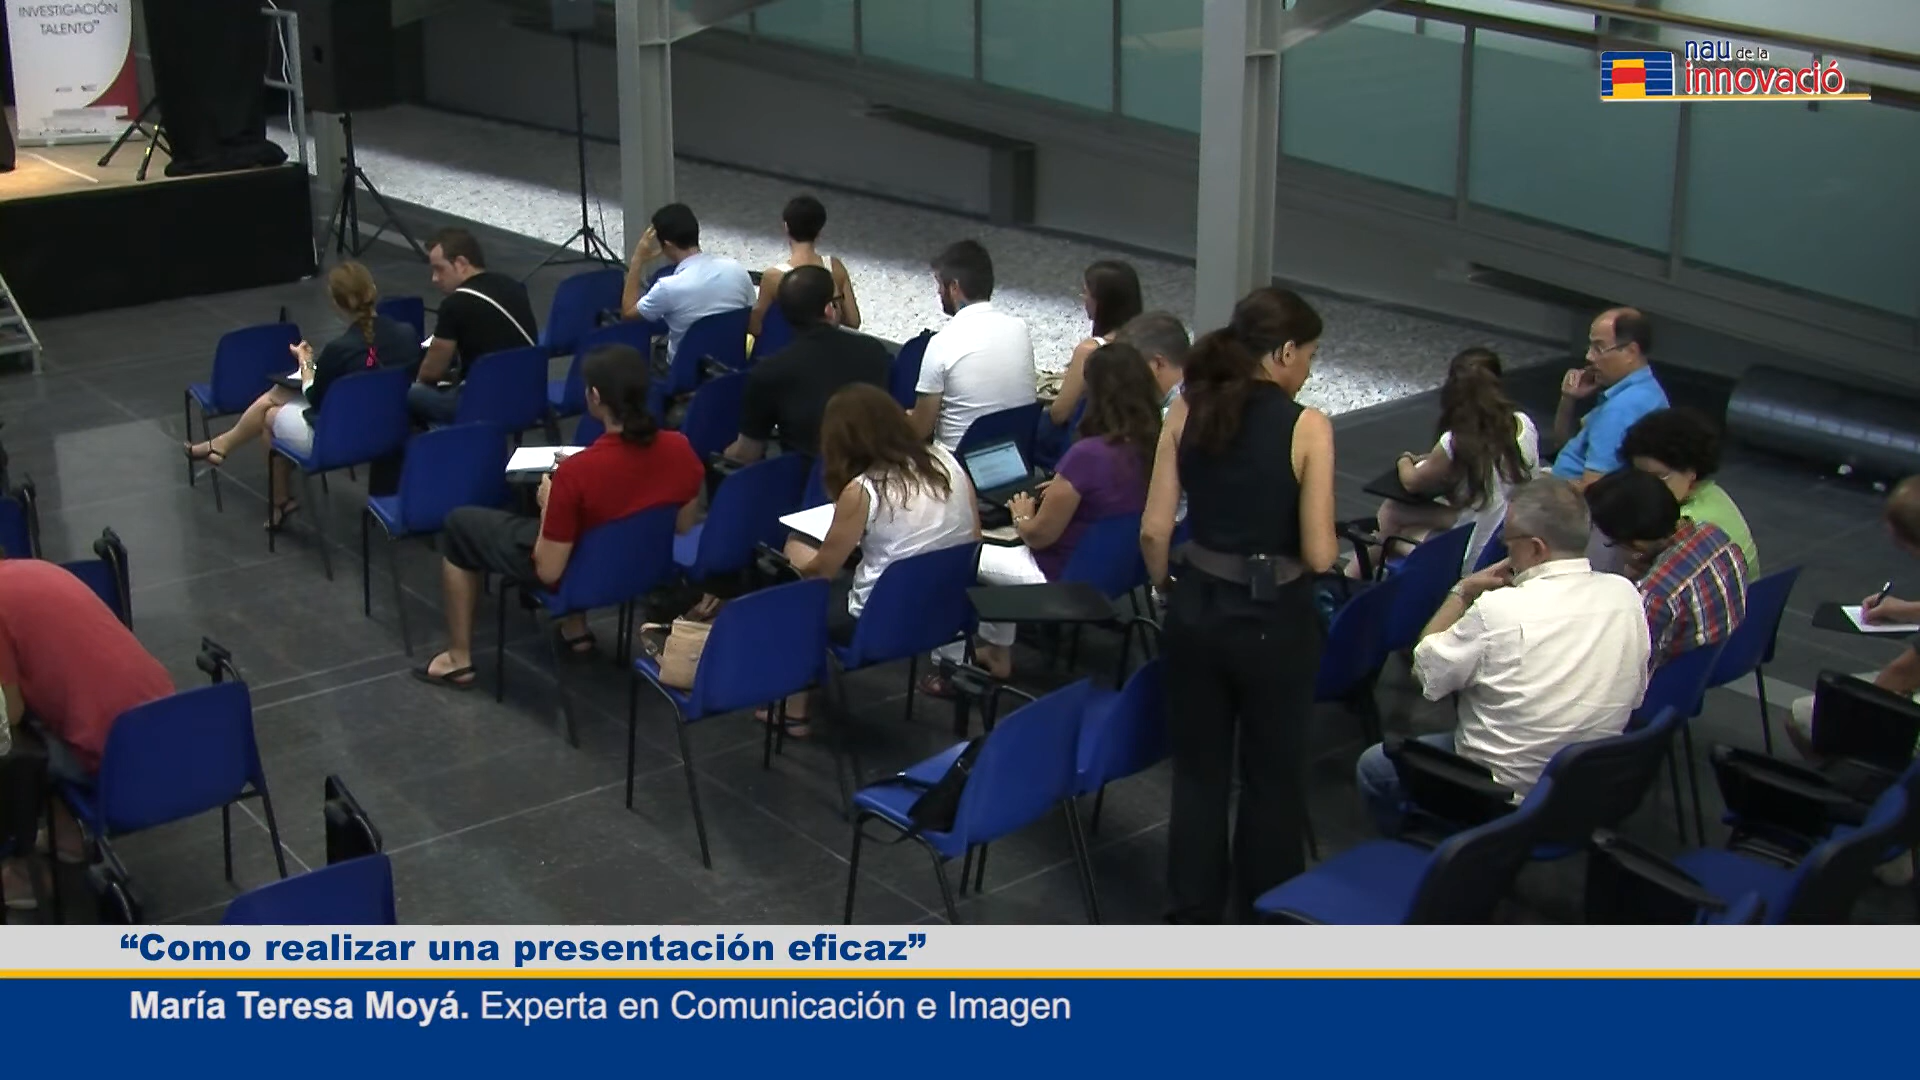 INVESTIGACIÓN
TALENTO”
nau de la
innovació
“Como realizar una presentación eficaz”
María Teresa Moyá. Experta en Comunicación e Imagen